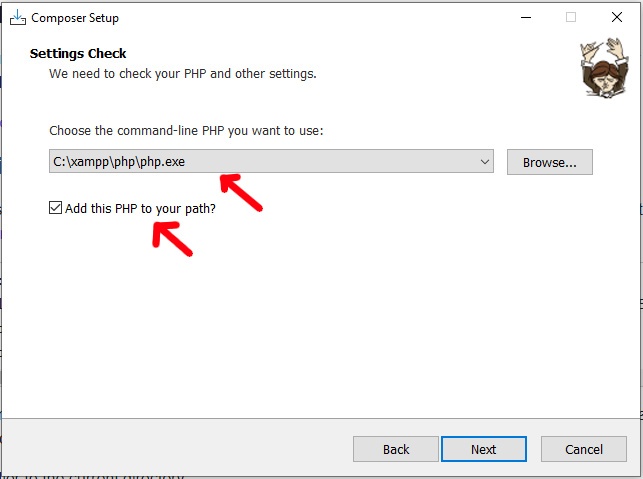 Composer Setup
Settings Check
We need to check your PHP and other settings.
Choose the command-line PHP you want to use:
C:\xampp\php\php.exe
Browse...
Add this PHP to your path?
Back
Next
Cancel